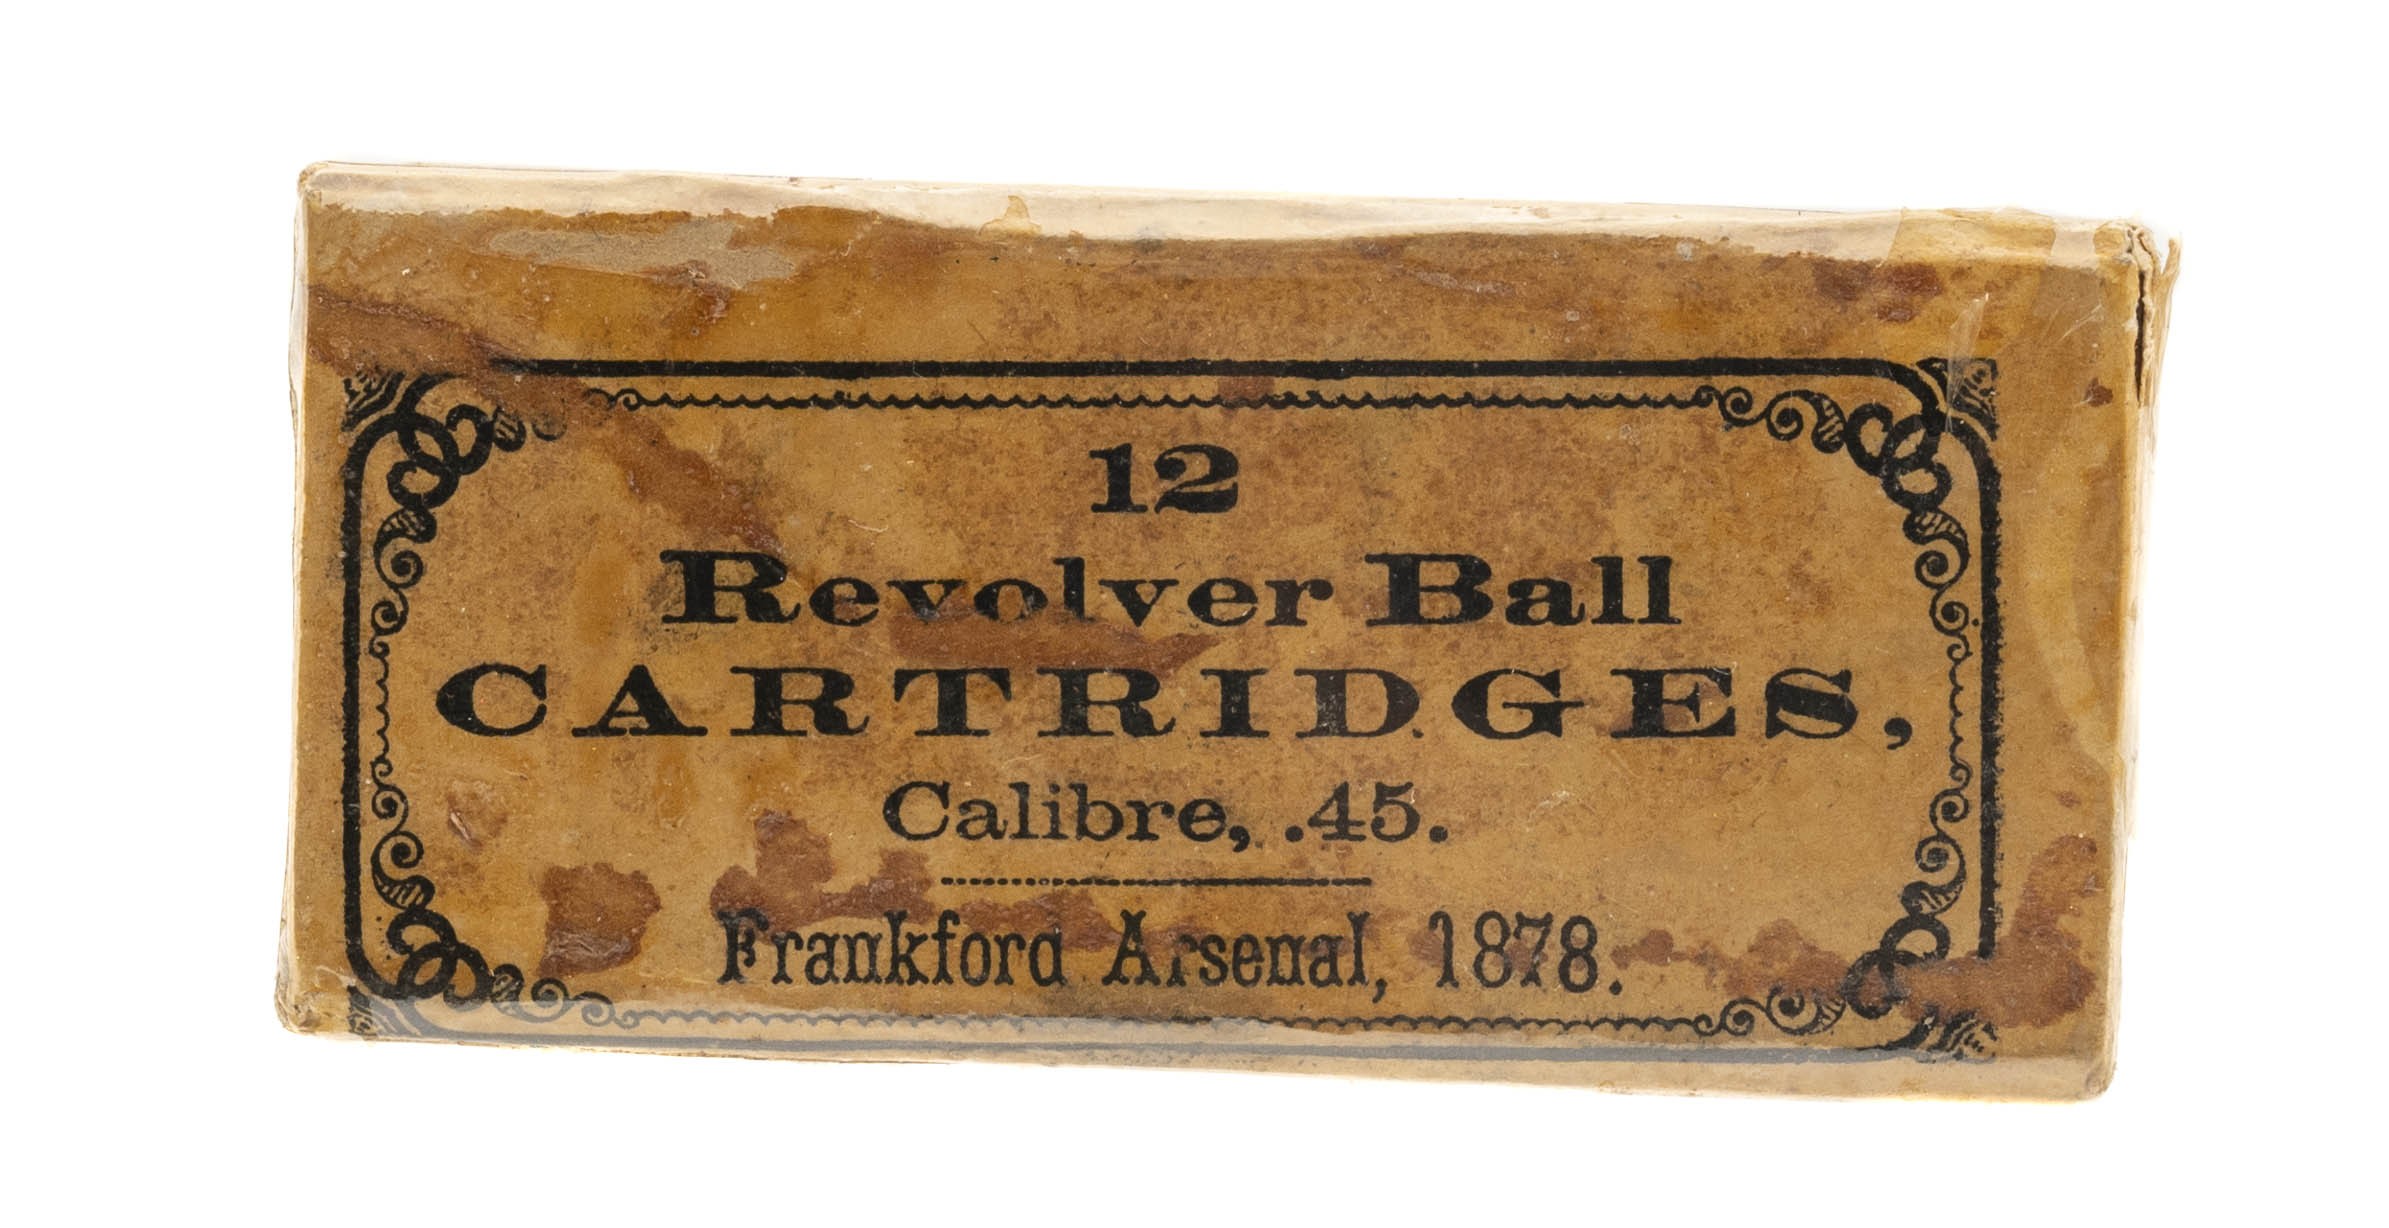 12
Revolver Ball
CARTRIDGES,
Calibre, .45.
Frankford Arsenal, 1878.